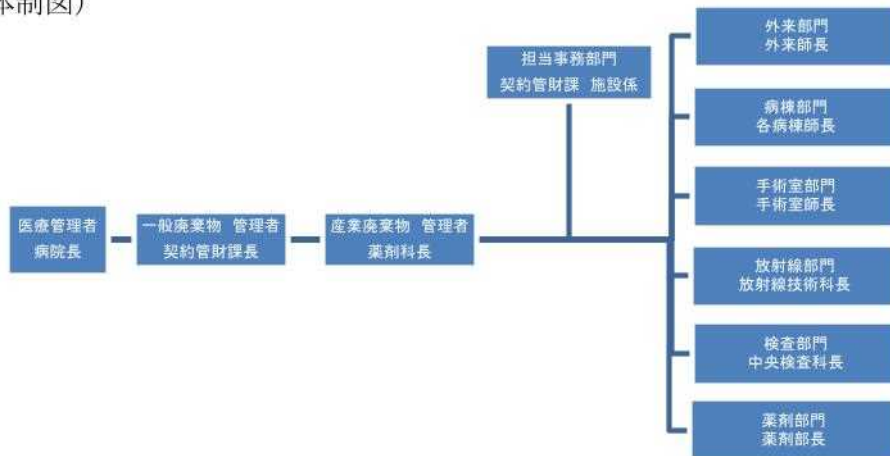 体制図）
担当事務部門
契約管財課 施設係
医療管理者
病院長
一般廃棄物 管理者
契約管財課長
産業廃棄物 管理者
薬剤科長
外来部門
外来師長
病棟部門
各病棟師長
手術室部門
手術室師長
放射線部門
放射線技術科長
検査部門
中央検査科長
薬剤部門
薬剤部長